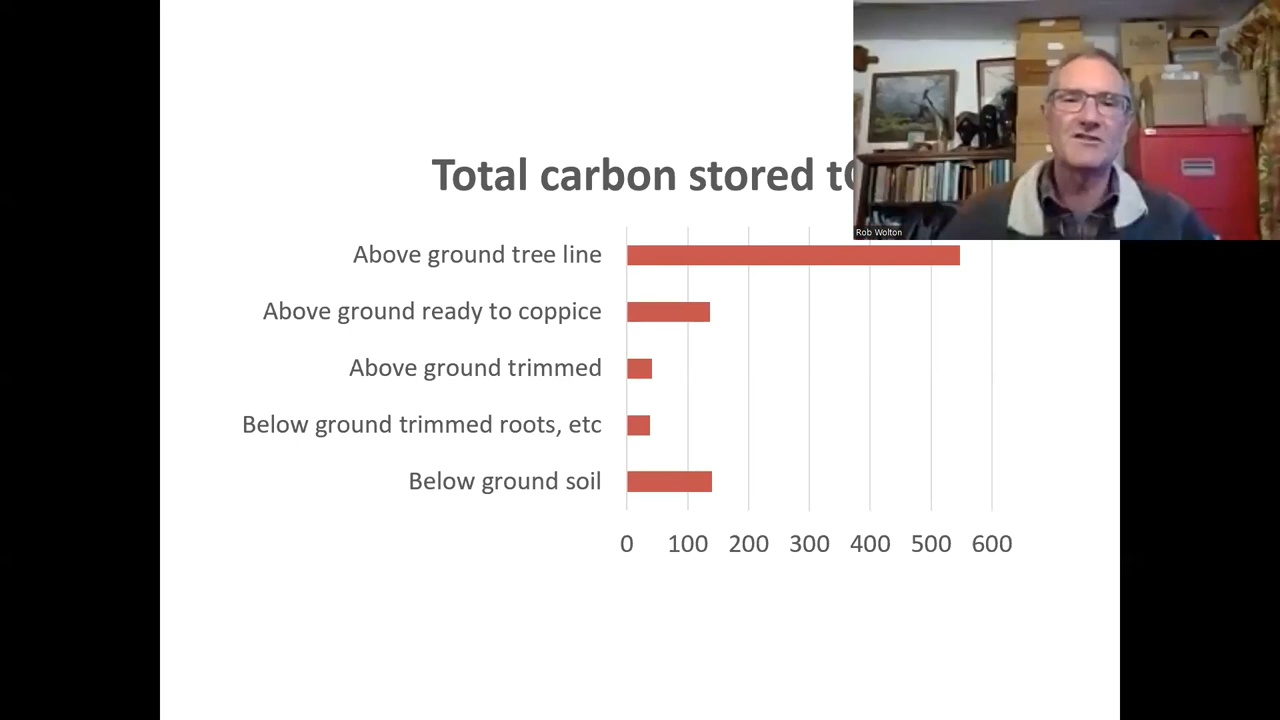 Total carbon stored
Rob Wolton
Above ground tree line
Above ground ready to coppice
Above ground trimmed
Below ground trimmed roots, etc
Below ground soil
0 100 200 300 400 500 600